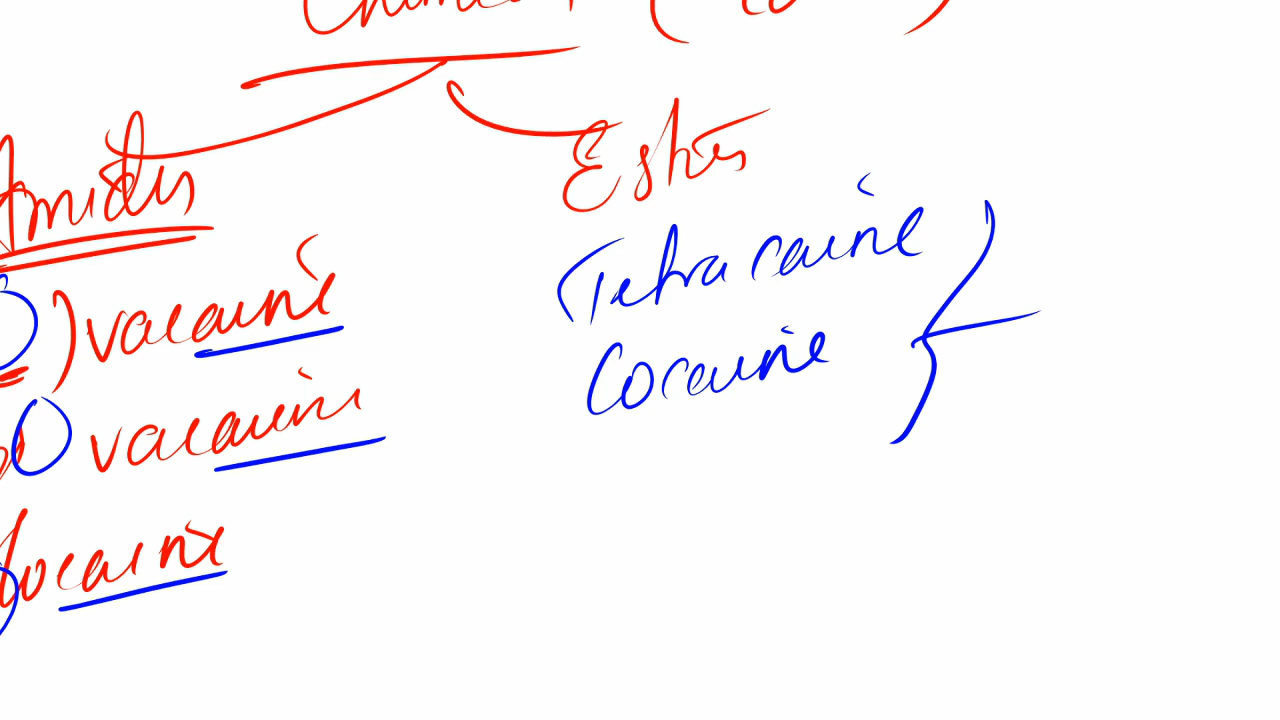 Amides
Esters
Tetracaine
Cocaine
vacaine
vacaine
ocaine